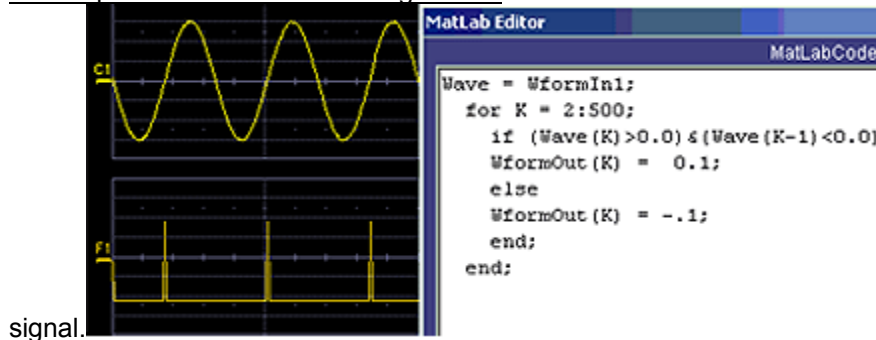 C1
F1
MatLab Editor
MatLabCode
Wave = WformIn1;
for K = 2:500;
if (Wave(K)>0.0)&(Wave(K-1)<0.0)
WformOut(K) = 0.1;
else
WformOut(K) = -.1;
end;
end;
signal.